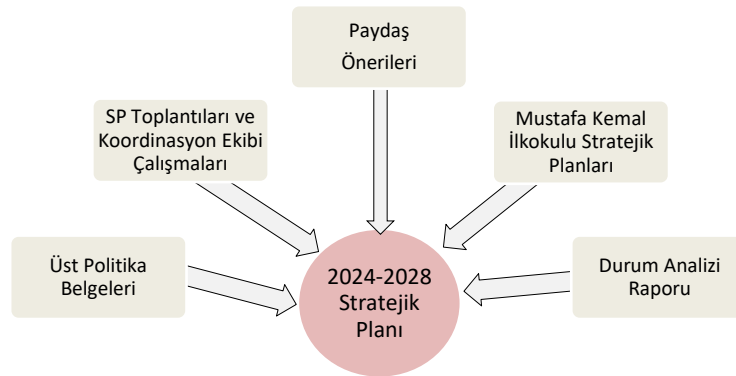 Paydaş
Önerileri
SP Toplantıları ve
Koordinasyon Ekibi
Çalışmaları
Mustafa Kemal
İlkokulu Stratejik
Planları
Üst Politika
Belgeleri
2024-2028
Stratejik
Planı
Durum Analizi
Raporu